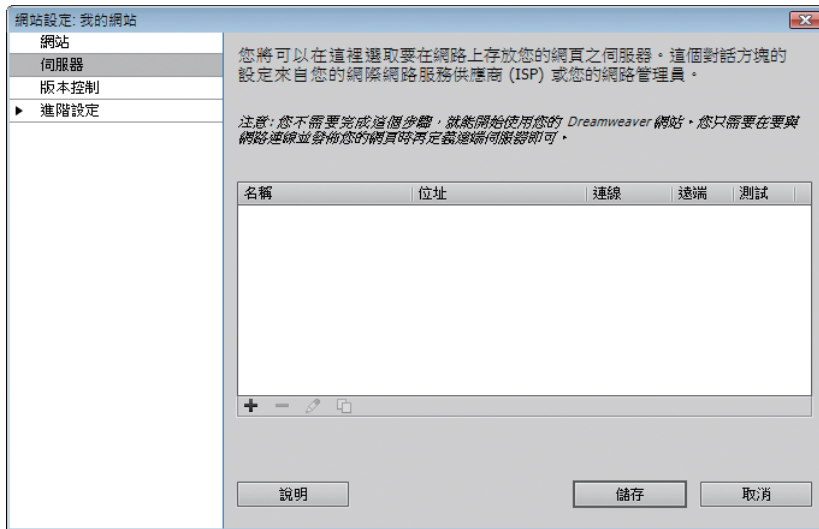 網站設定: 我的網站
網站
伺服器
版本控制
進階設定
您將可以在這裡選取要在網路上存放您的網頁之伺服器。這個對話方塊的
設定來自您的網際網路服務供應商 (ISP) 或您的網路管理員。
注意: 您不需要完成這個步驟，就能開始使用您的 Dreamweaver 網站。您只需要在要與
網路連線並發佈您的網頁時再定義遠端伺服器即可。
名稱 位址 連線 遠端 測試
說明 儲存 取消